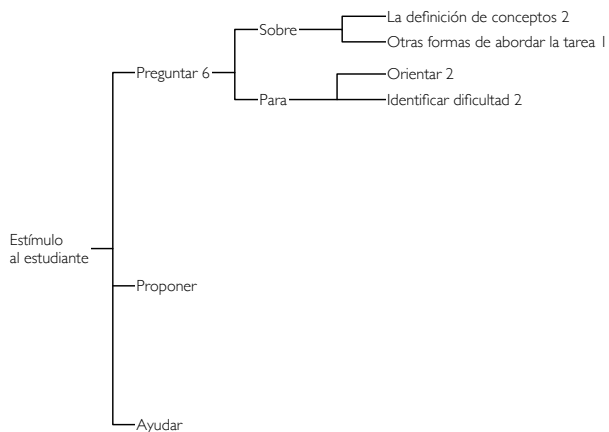 La definición de conceptos 2
Sobre
Otras formas de abordar la tarea 1
Preguntar 6
Orientar 2
Para
Identificar dificultad 2
Estímulo
al estudiante
Proponer
Ayudar